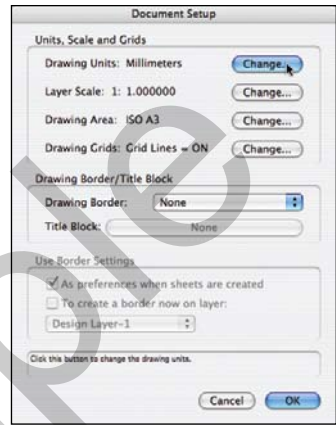 Document Setup
Units, Scale and Grids
Drawing Units: Millimeters Change...
Layer Scale: 1: 1.000000 Change...
Drawing Area: ISO A3 Change...
Drawing Grids: Grid Lines = ON Change...
Drawing Border/Title Block
Drawing Border: None
Title Block: None
Use Border Settings
As preferences when sheets are created
To create a border now on layer:
Design Layer-1
Click this button to change the drawing units.
Cancel OK
ple